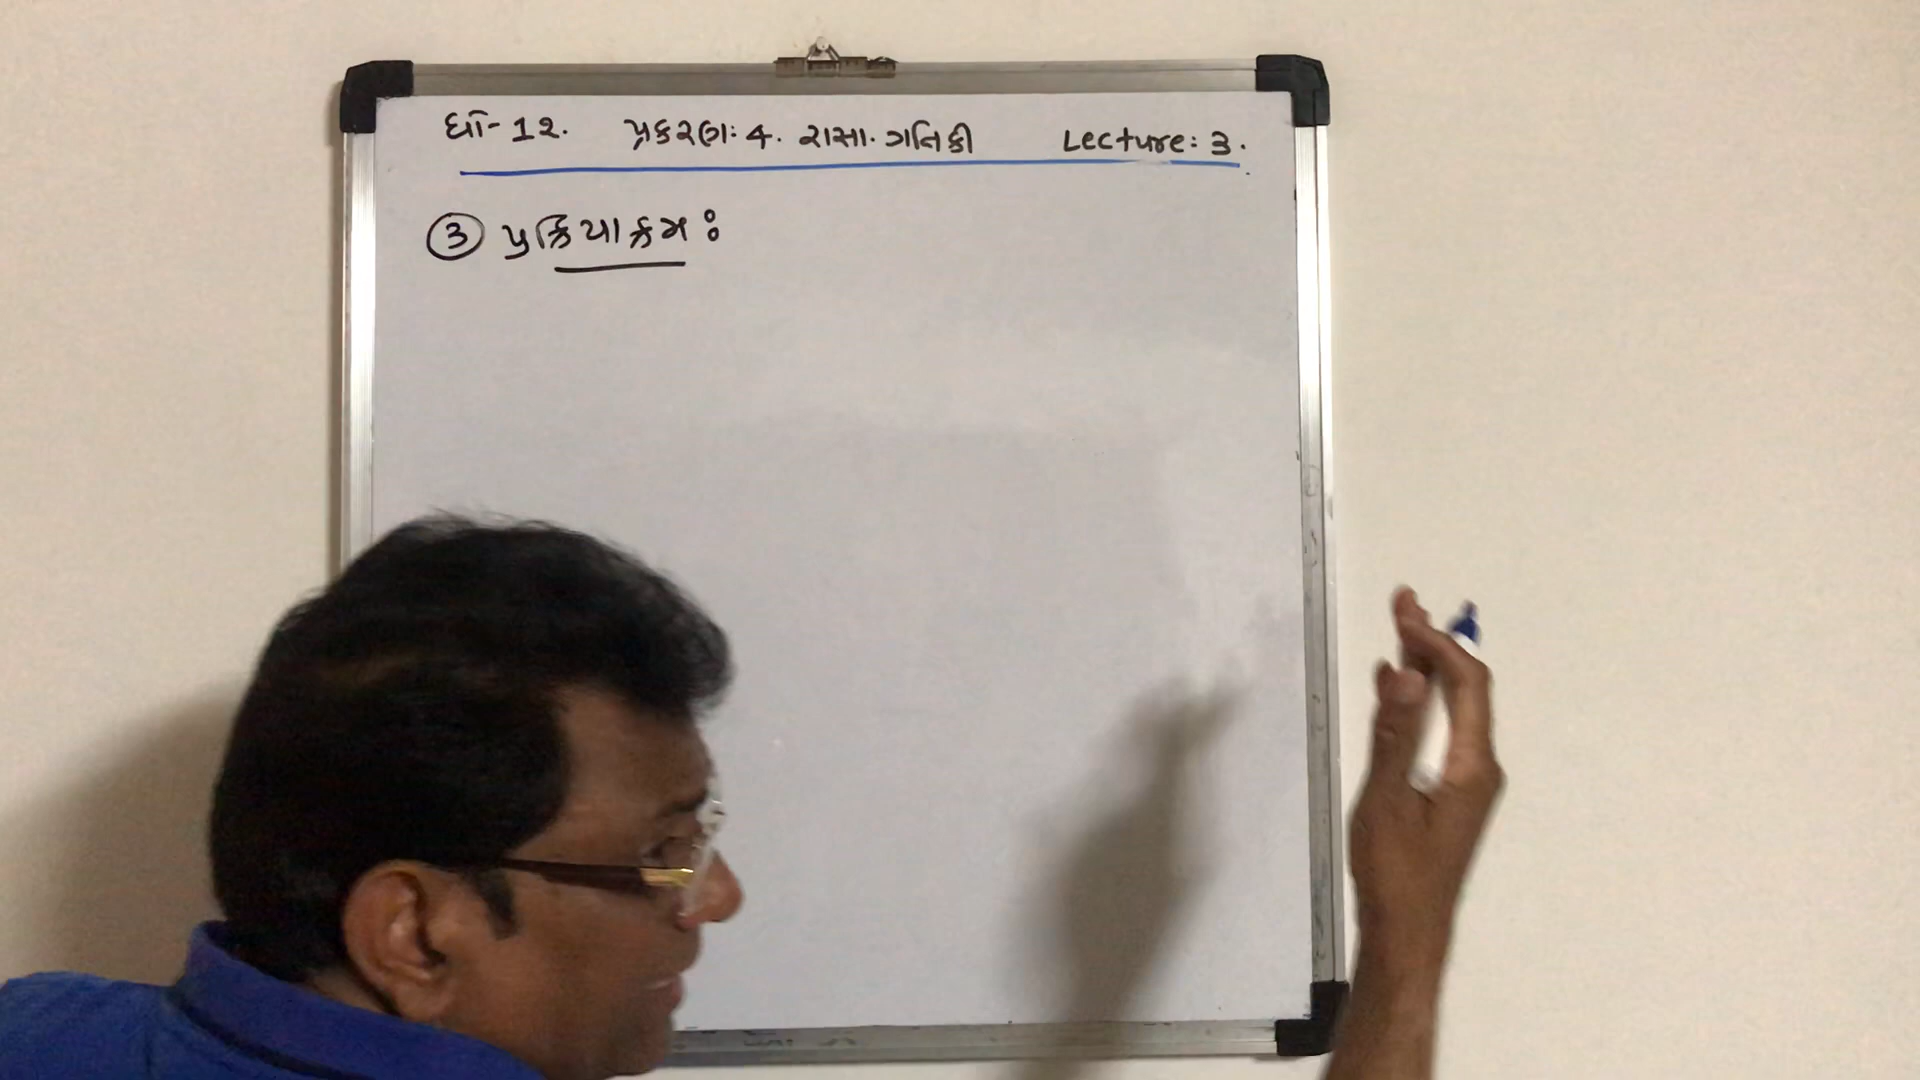 ધો-12. પ્રકરણ: 4. રાસા. ગતિકી Lecture: 3.
③ પ્રક્રિયાક્રમ :